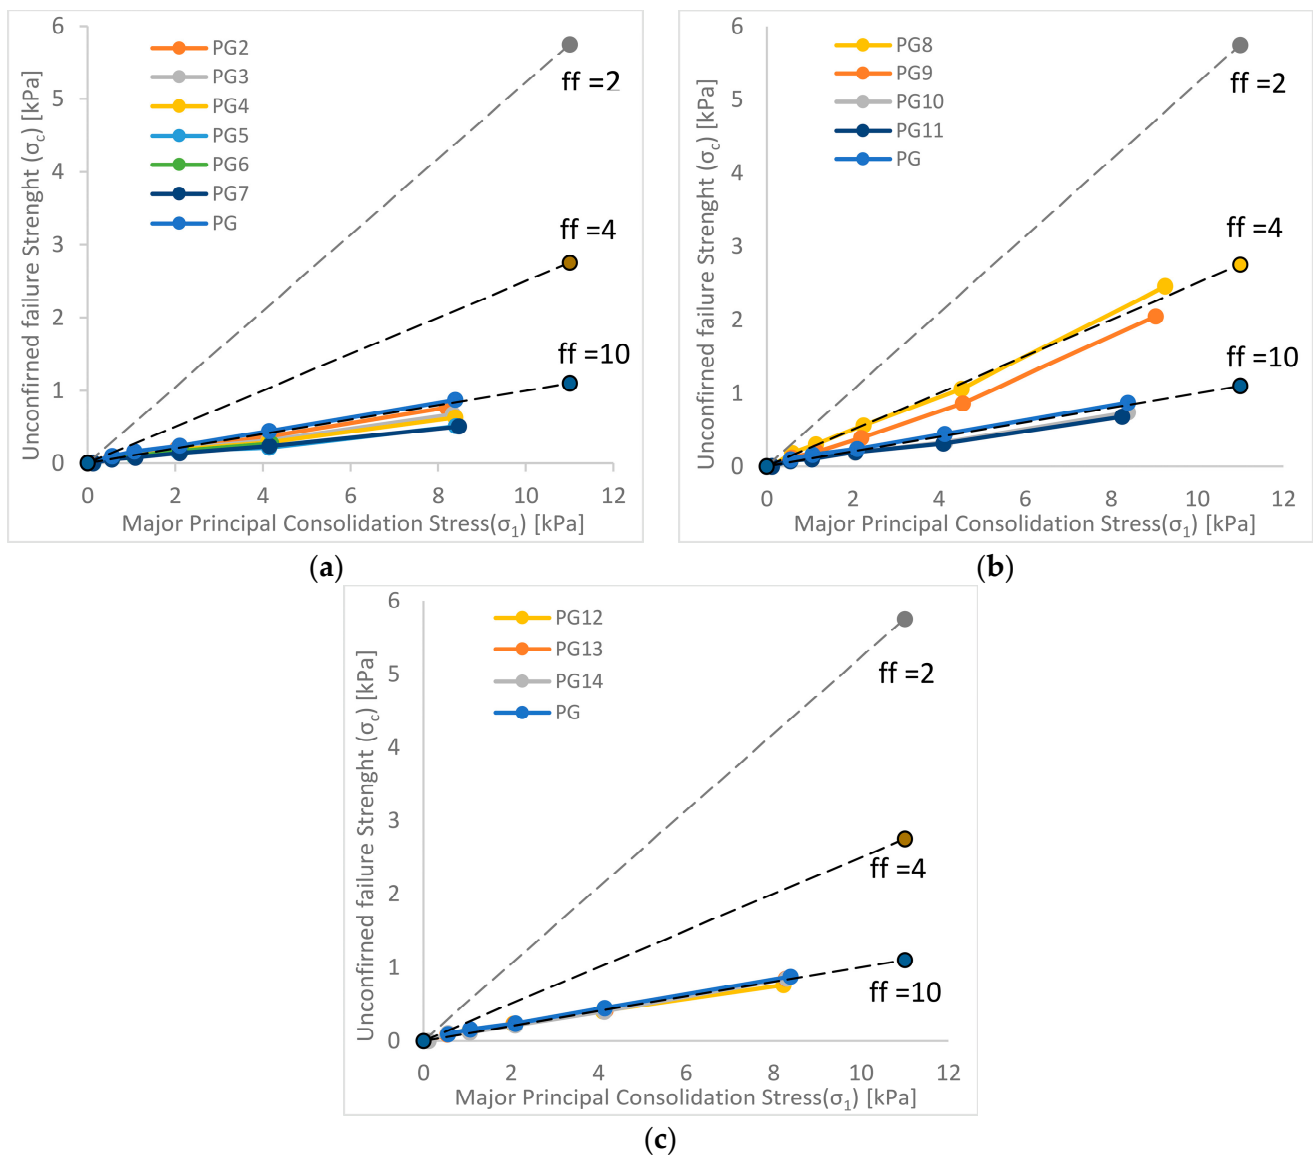 6
5
4
3
2
1
0
0 2 4 6 8 10 12
Unconfirned failure Strenght (σc) [kPa]
Major Principal Consolidation Stress(σ1) [kPa]
PG2
PG3
PG4
PG5
PG6
PG7
PG
ff =2
ff =4
ff =10
(a)
6
5
4
3
2
1
0
0 2 4 6 8 10 12
Unconfirned failure Strenght (σc) [kPa]
Major Principal Consolidation Stress(σ1) [kPa]
PG8
PG9
PG10
PG11
PG
ff =2
ff =4
ff =10
(b)
6
5
4
3
2
1
0
0 2 4 6 8 10 12
Unconfirned failure Strenght (σc) [kPa]
Major Principal Consolidation Stress(σ1) [kPa]
PG12
PG13
PG14
PG
ff =2
ff =4
ff =10
(c)